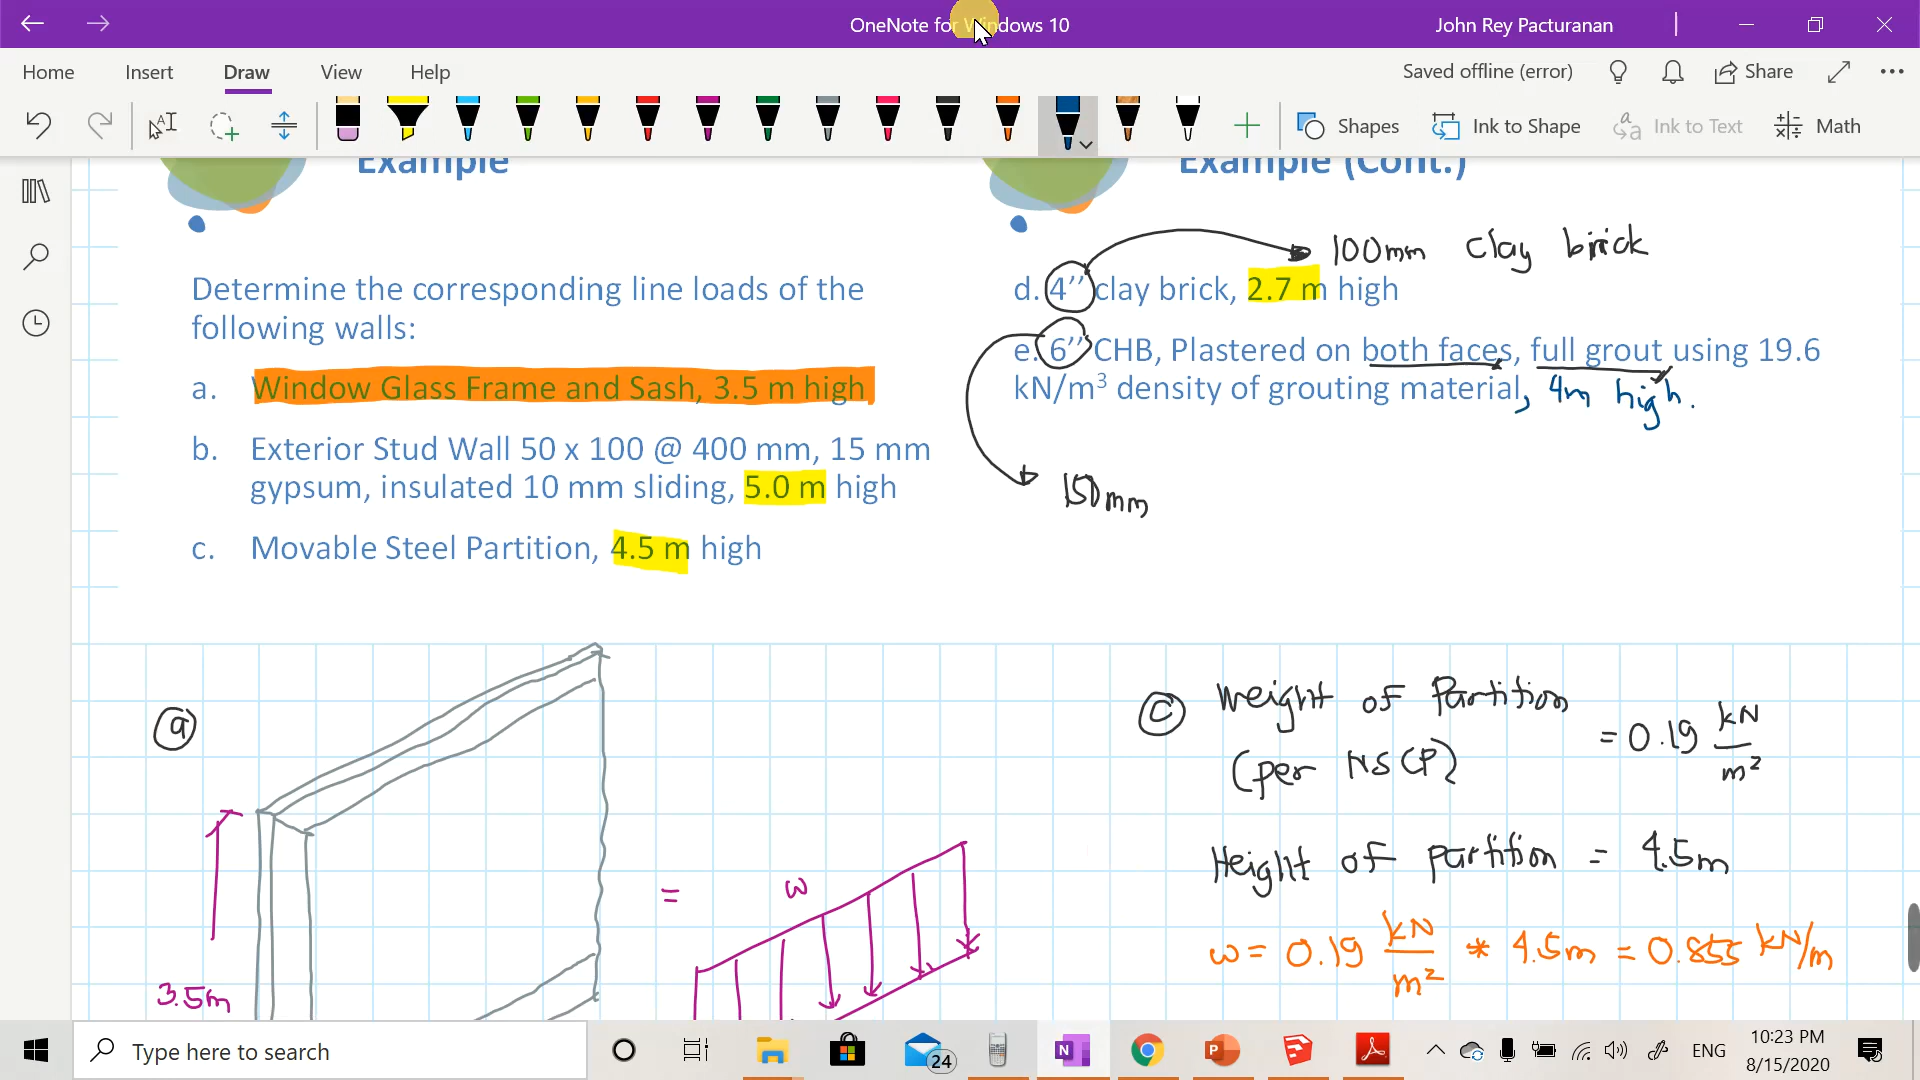 OneNote for Windows 10
John Rey Pacturanan
Home Insert Draw View Help
Saved offline (error)
Share
Shapes
Ink to Shape
Ink to Text
Math
Example
Determine the corresponding line loads of the
following walls:
a. Window Glass Frame and Sash, 3.5 m high
b. Exterior Stud Wall 50 x 100 @ 400 mm, 15 mm
gypsum, insulated 10 mm sliding, 5.0 m high
c. Movable Steel Partition, 4.5 m high
Example (Cont.)
100mm clay brick
d. 4’’ clay brick, 2.7 m high
e. 6’’ CHB, Plastered on both faces, full grout using 19.6
kN/m³ density of grouting material, 4m high.
150mm
a
3.5m
=
w
c Weight of Partition
(per NSCP)
= 0.19 kN/m²
Height of partition = 4.5m
w = 0.19 kN/m² * 4.5m = 0.855 kN/m
Type here to search
24
ENG
10:23 PM
8/15/2020